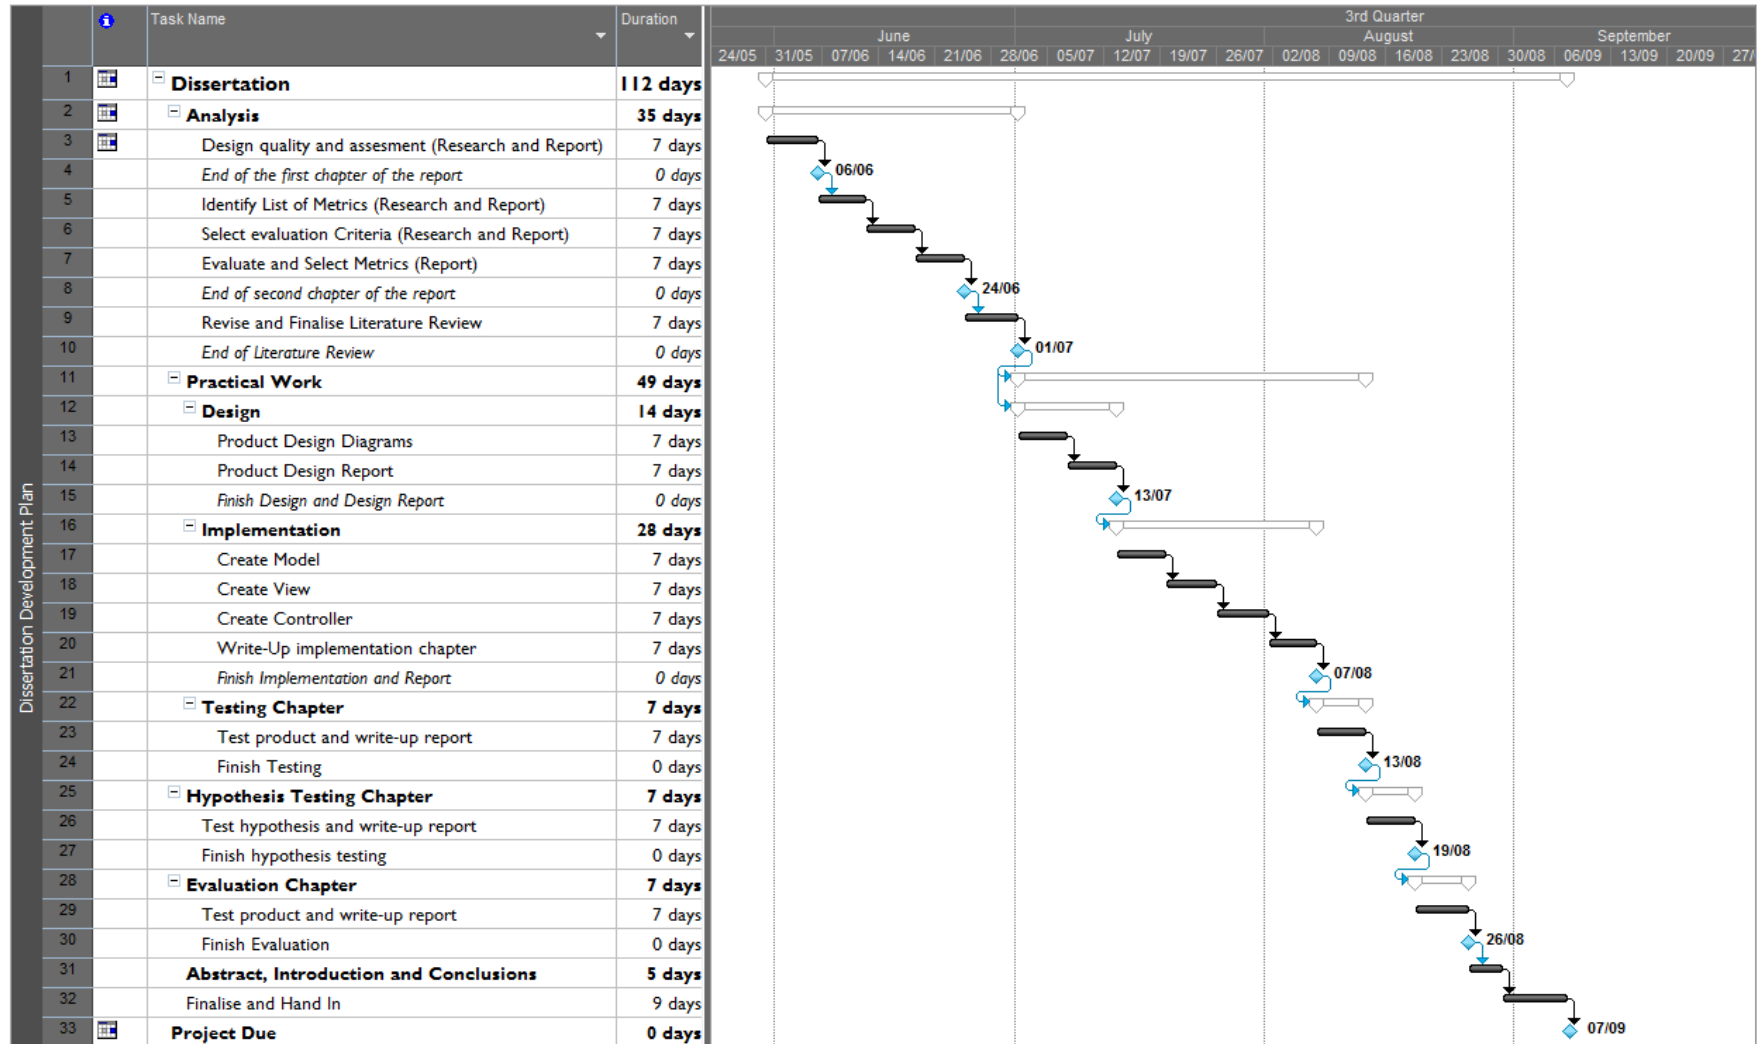 Task Name Duration
3rd Quarter
June July August September
24/05 31/05 07/06 14/06 21/06 28/06 05/07 12/07 19/07 26/07 02/08 09/08 16/08 23/08 30/08 06/09 13/09 20/09 27/
Dissertation Development Plan
1 Dissertation 112 days
2 Analysis 35 days
3 Design quality and assesment (Research and Report) 7 days
4 End of the first chapter of the report 0 days 06/06
5 Identify List of Metrics (Research and Report) 7 days
6 Select evaluation Criteria (Research and Report) 7 days
7 Evaluate and Select Metrics (Report) 7 days
8 End of second chapter of the report 0 days 24/06
9 Revise and Finalise Literature Review 7 days
10 End of Literature Review 0 days 01/07
11 Practical Work 49 days
12 Design 14 days
13 Product Design Diagrams 7 days
14 Product Design Report 7 days
15 Finish Design and Design Report 0 days 13/07
16 Implementation 28 days
17 Create Model 7 days
18 Create View 7 days
19 Create Controller 7 days
20 Write-Up implementation chapter 7 days
21 Finish Implementation and Report 0 days 07/08
22 Testing Chapter 7 days
23 Test product and write-up report 7 days
24 Finish Testing 0 days 13/08
25 Hypothesis Testing Chapter 7 days
26 Test hypothesis and write-up report 7 days
27 Finish hypothesis testing 0 days 19/08
28 Evaluation Chapter 7 days
29 Test product and write-up report 7 days
30 Finish Evaluation 0 days 26/08
31 Abstract, Introduction and Conclusions 5 days
32 Finalise and Hand In 9 days
33 Project Due 0 days 07/09